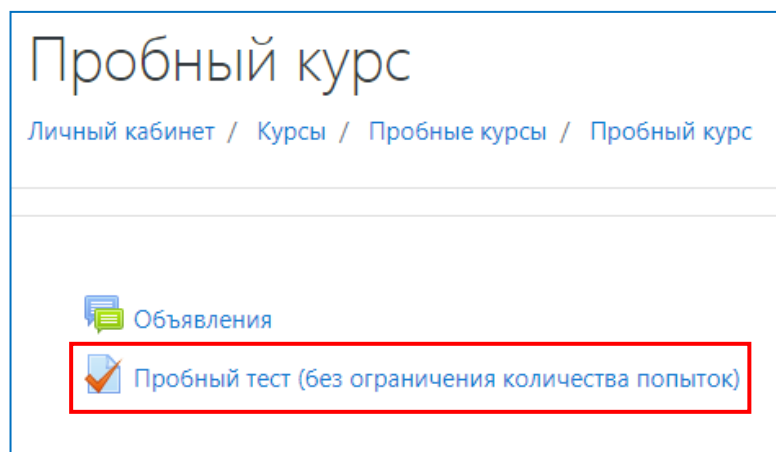 Пробный курс
Личный кабинет / Курсы / Пробные курсы / Пробный курс
Объявления
Пробный тест (без ограничения количества попыток)